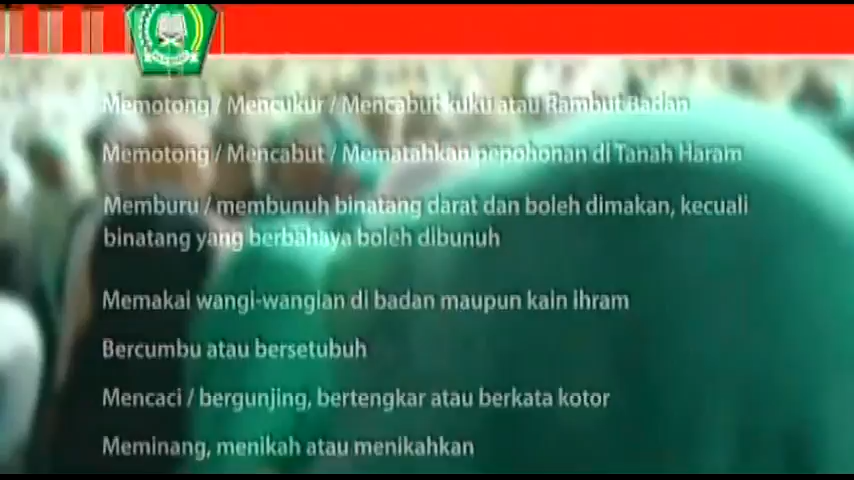 Memotong / Mencukur / Mencabut kuku atau Rambut Badan
Memotong / Mencabut / Mematahkan pepohonan di Tanah Haram
Memburu / membunuh binatang darat dan boleh dimakan, kecuali
binatang yang berbahaya boleh dibunuh
Memakai wangi-wangian di badan maupun kain ihram
Bercumbu atau bersetubuh
Mencaci / bergunjing, bertengkar atau berkata kotor
Meminang, menikah atau menikahkan